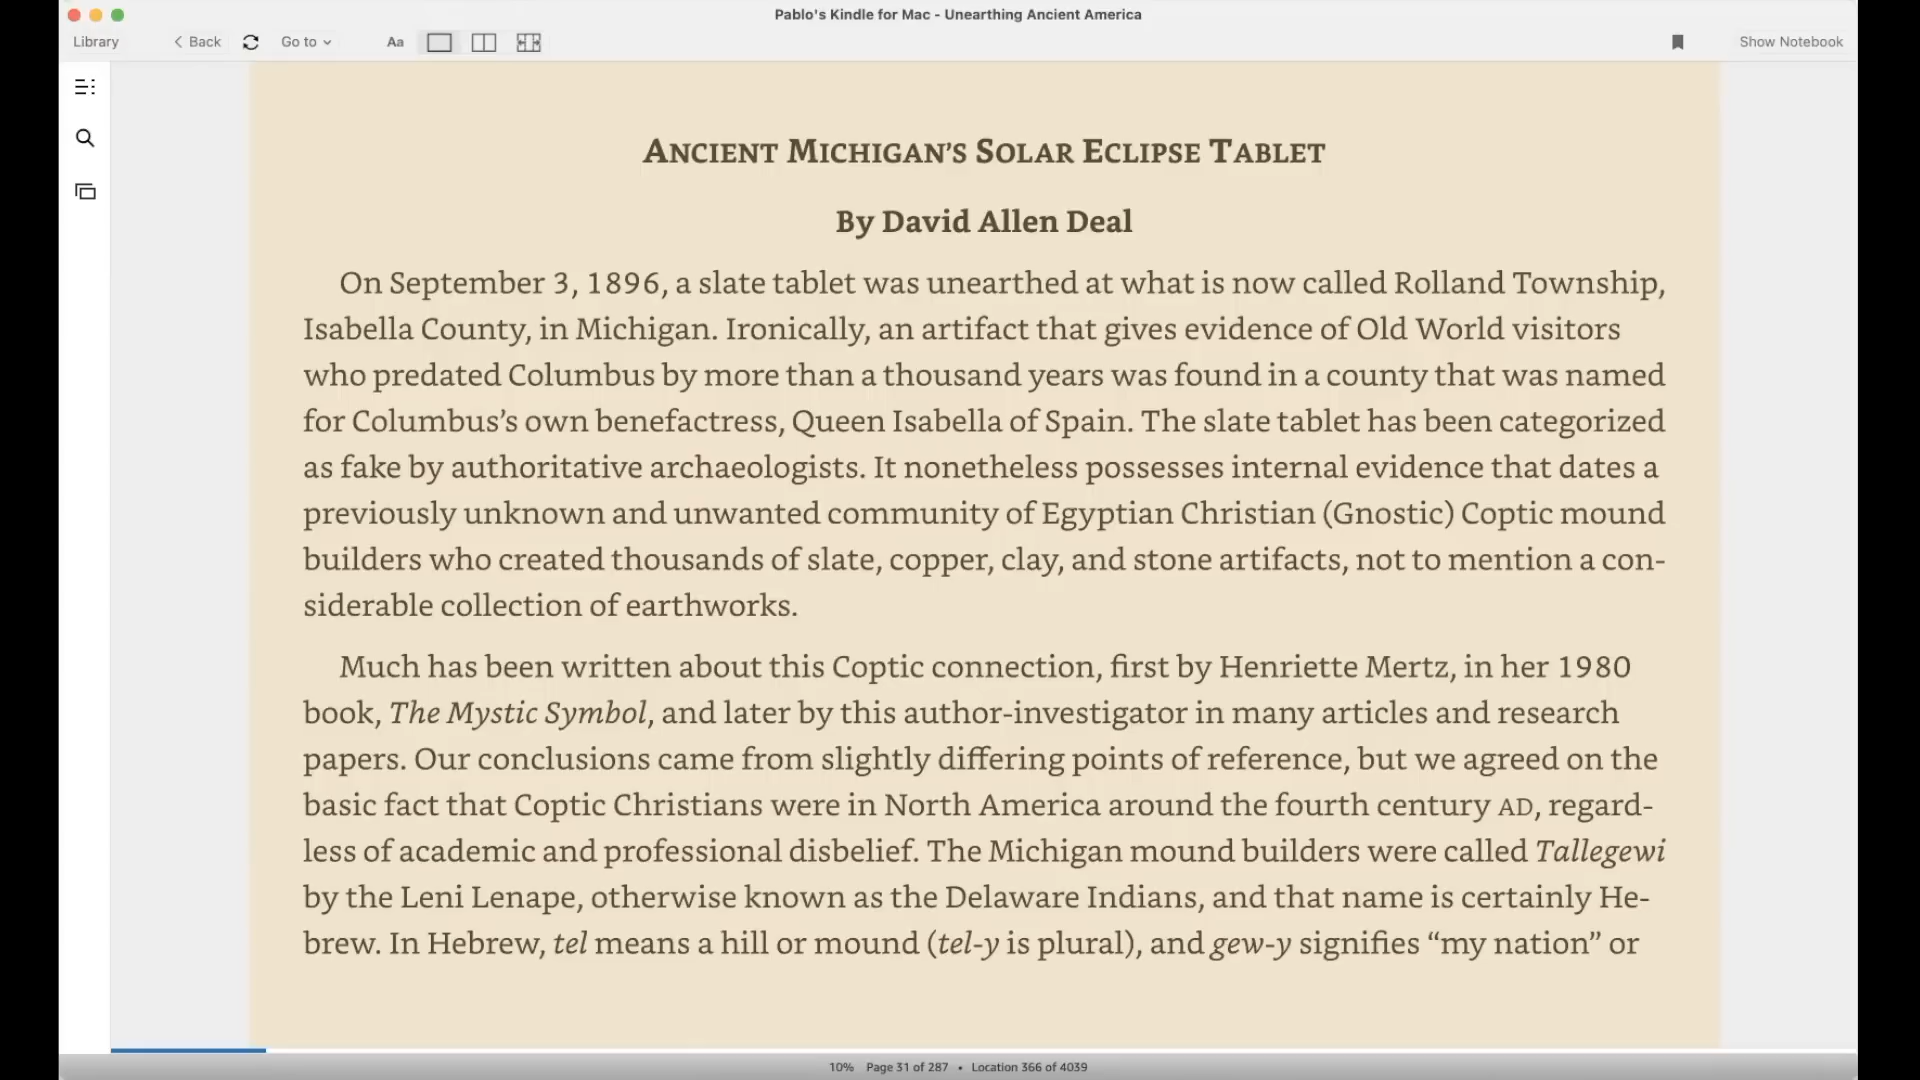 Pablo's Kindle for Mac - Unearthing Ancient America
Library
Back
Go to
Aa
Show Notebook
Ancient Michigan’s Solar Eclipse Tablet
By David Allen Deal
On September 3, 1896, a slate tablet was unearthed at what is now called Rolland Township,
Isabella County, in Michigan. Ironically, an artifact that gives evidence of Old World visitors
who predated Columbus by more than a thousand years was found in a county that was named
for Columbus’s own benefactress, Queen Isabella of Spain. The slate tablet has been categorized
as fake by authoritative archaeologists. It nonetheless possesses internal evidence that dates a
previously unknown and unwanted community of Egyptian Christian (Gnostic) Coptic mound
builders who created thousands of slate, copper, clay, and stone artifacts, not to mention a con-
siderable collection of earthworks.
Much has been written about this Coptic connection, first by Henriette Mertz, in her 1980
book, The Mystic Symbol, and later by this author-investigator in many articles and research
papers. Our conclusions came from slightly differing points of reference, but we agreed on the
basic fact that Coptic Christians were in North America around the fourth century AD, regard-
less of academic and professional disbelief. The Michigan mound builders were called Tallegewi
by the Leni Lenape, otherwise known as the Delaware Indians, and that name is certainly He-
brew. In Hebrew, tel means a hill or mound (tel-y is plural), and gew-y signifies “my nation” or
10% Page 31 of 287 • Location 366 of 4039